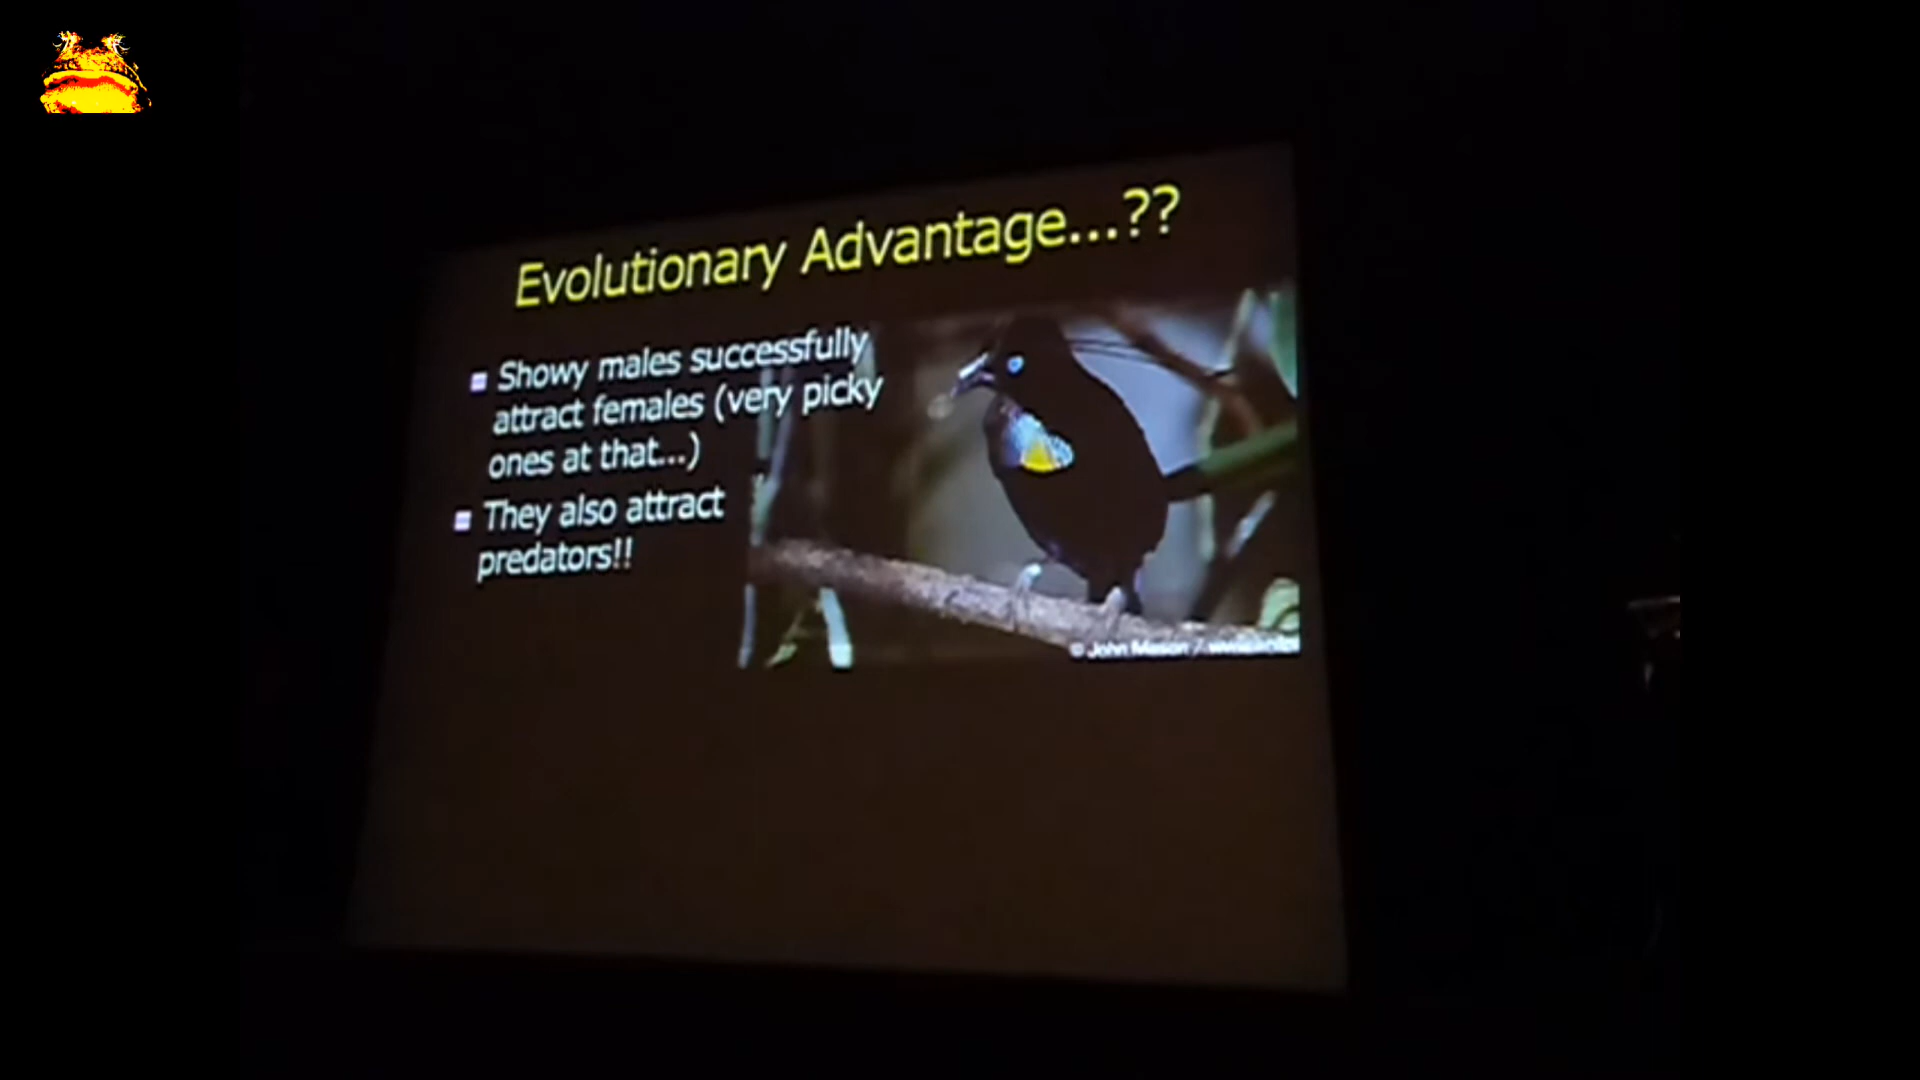 Evolutionary Advantage...??
Showy males successfully
attract females (very picky
ones at that...)
They also attract
predators!!
© John Mason /